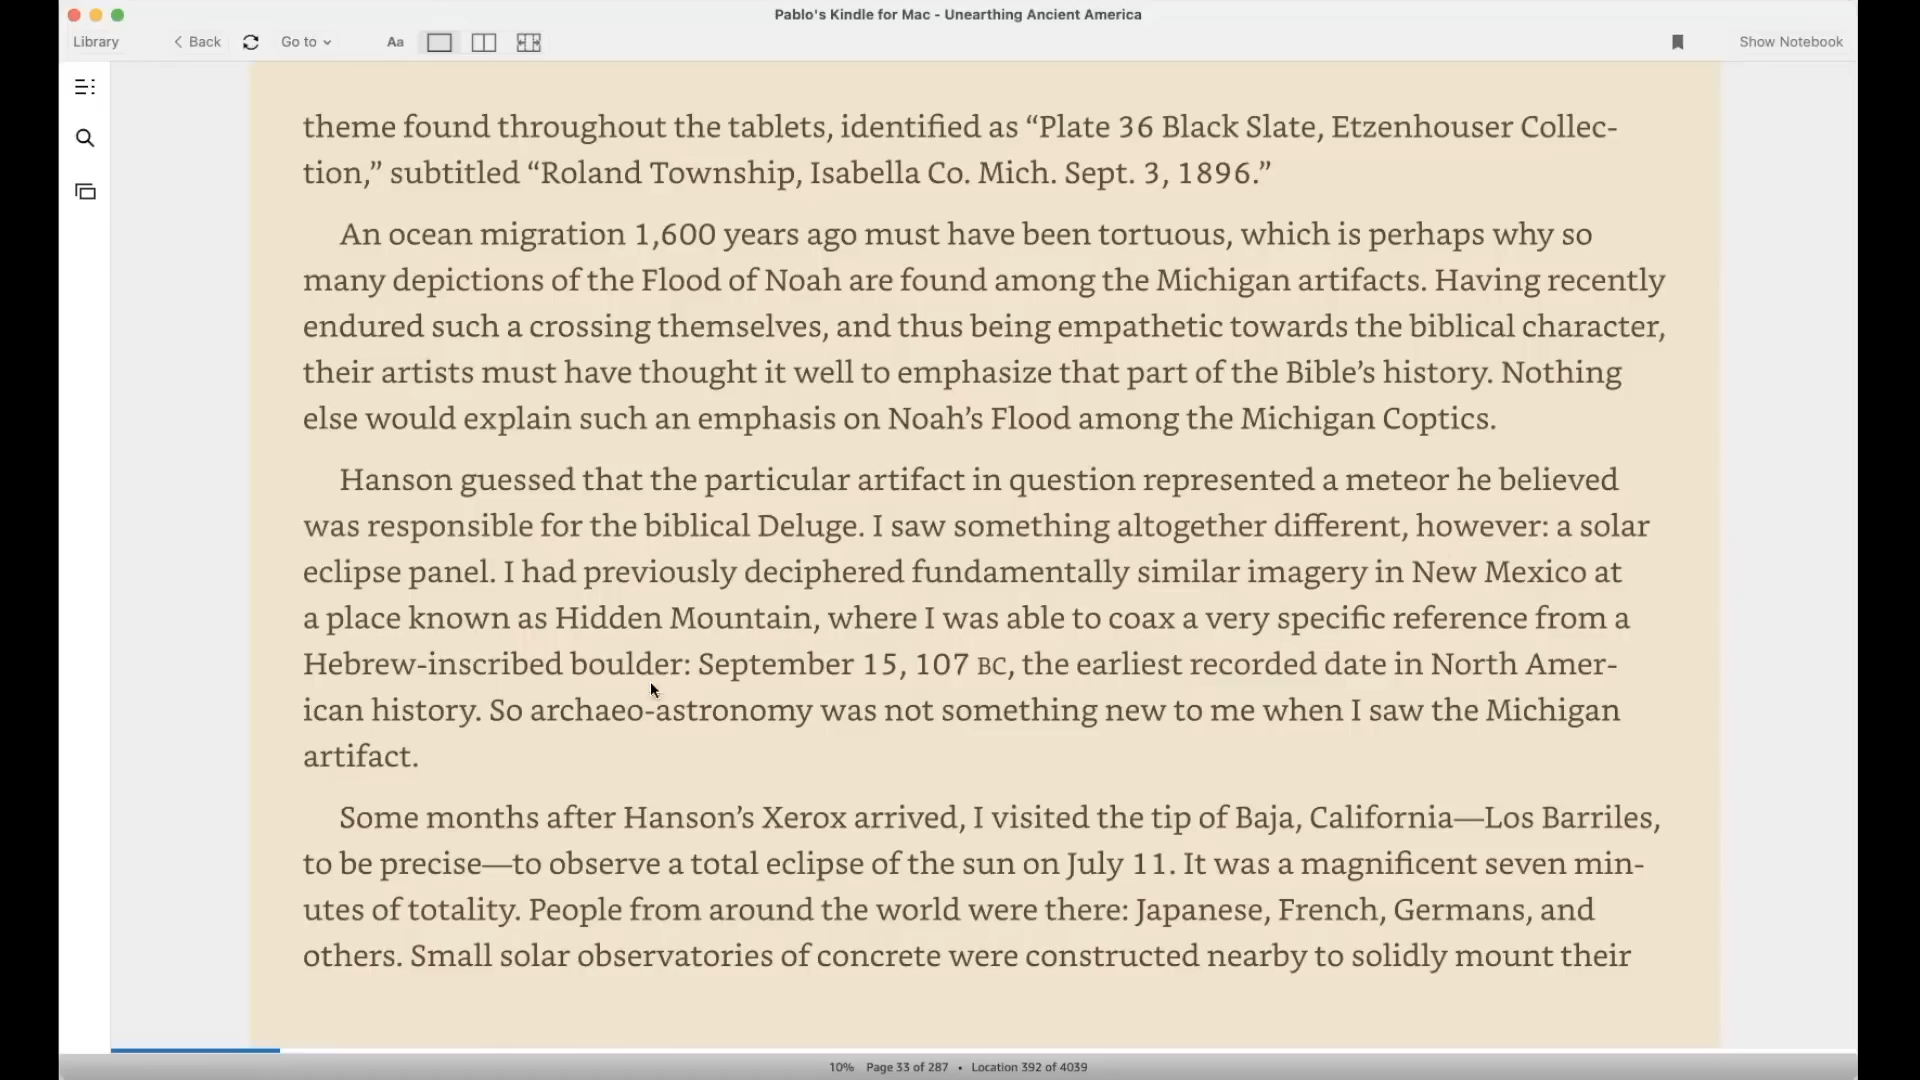 Pablo's Kindle for Mac - Unearthing Ancient America
Library
Back
Go to
Aa
Show Notebook
theme found throughout the tablets, identified as “Plate 36 Black Slate, Etzenhouser Collec-
tion,” subtitled “Roland Township, Isabella Co. Mich. Sept. 3, 1896.”
An ocean migration 1,600 years ago must have been tortuous, which is perhaps why so
many depictions of the Flood of Noah are found among the Michigan artifacts. Having recently
endured such a crossing themselves, and thus being empathetic towards the biblical character,
their artists must have thought it well to emphasize that part of the Bible’s history. Nothing
else would explain such an emphasis on Noah’s Flood among the Michigan Coptics.
Hanson guessed that the particular artifact in question represented a meteor he believed
was responsible for the biblical Deluge. I saw something altogether different, however: a solar
eclipse panel. I had previously deciphered fundamentally similar imagery in New Mexico at
a place known as Hidden Mountain, where I was able to coax a very specific reference from a
Hebrew-inscribed boulder: September 15, 107 BC, the earliest recorded date in North Amer-
ican history. So archaeo-astronomy was not something new to me when I saw the Michigan
artifact.
Some months after Hanson’s Xerox arrived, I visited the tip of Baja, California—Los Barriles,
to be precise—to observe a total eclipse of the sun on July 11. It was a magnificent seven min-
utes of totality. People from around the world were there: Japanese, French, Germans, and
others. Small solar observatories of concrete were constructed nearby to solidly mount their
10% Page 33 of 287 • Location 392 of 4039